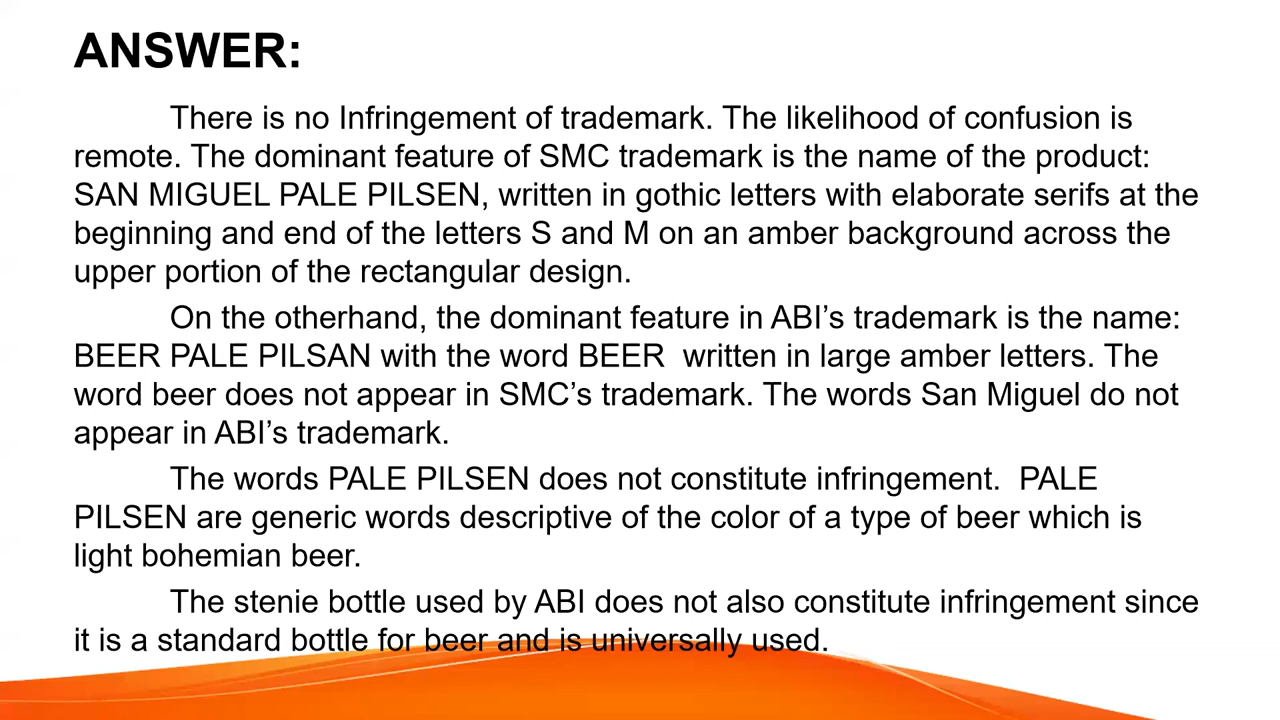 ANSWER:
There is no Infringement of trademark. The likelihood of confusion is
remote. The dominant feature of SMC trademark is the name of the product:
SAN MIGUEL PALE PILSEN, written in gothic letters with elaborate serifs at the
beginning and end of the letters S and M on an amber background across the
upper portion of the rectangular design.
On the otherhand, the dominant feature in ABI’s trademark is the name:
BEER PALE PILSAN with the word BEER  written in large amber letters. The
word beer does not appear in SMC’s trademark. The words San Miguel do not
appear in ABI’s trademark.
The words PALE PILSEN does not constitute infringement.  PALE
PILSEN are generic words descriptive of the color of a type of beer which is
light bohemian beer.
The stenie bottle used by ABI does not also constitute infringement since
it is a standard bottle for beer and is universally used.